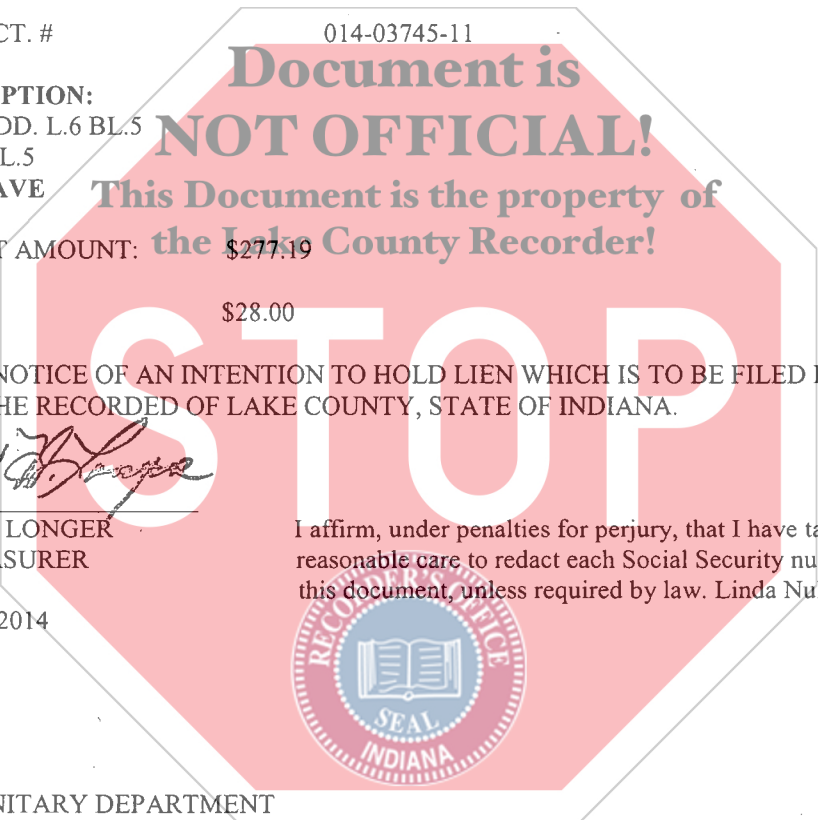 CT. # 014-03745-11
Document is
PTION:
DD. L.6 BL.5
NOT OFFICIAL!
L.5
AVE
This Document is the property of
T AMOUNT: $277.19
the Lake County Recorder!
$28.00
STOP
NOTICE OF AN INTENTION TO HOLD LIEN WHICH IS TO BE FILED
HE RECORDED OF LAKE COUNTY, STATE OF INDIANA.
LONGER
I affirm, under penalties for perjury, that I have ta
SURER
reasonable care to redact each Social Security nu
this document, unless required by law. Linda Nu
2014
RECORDER'S OFFICE
SEAL
INDIANA
NITARY DEPARTMENT